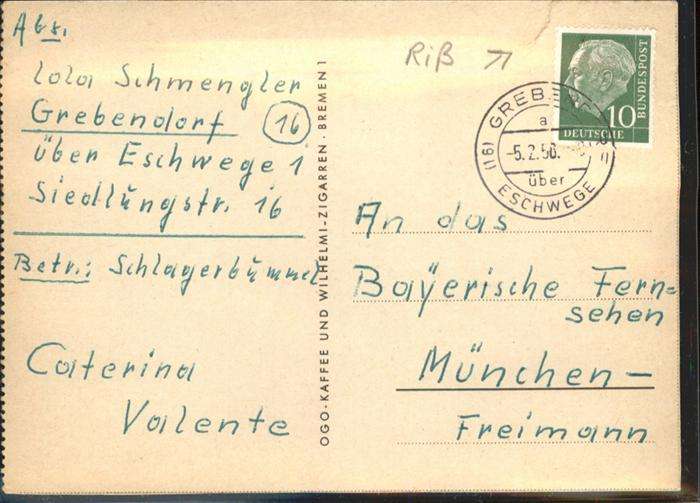 Abs.
Lola Schmengler
Grebendorf (16)
über Eschwege 1
Siedlungstr. 16
Betr.: Schlagerbummel
Caterina
Valente
OGO-KAFFEE UND WILHELMI-ZIGARREN · BREMEN 1
Riß
10
DEUTSCHE
BUNDESPOST
(16) GREBEN
a
-5.2.56.
über
ESCHWEGE
An das
Bayerische Fern=
sehen
München-
Freimann